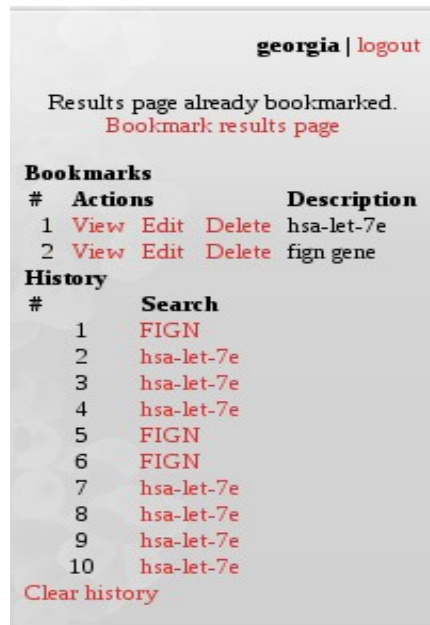 georgia | logout
Results page already bookmarked.
Bookmark results page
Bookmarks
# Actions Description
1 View Edit Delete hsa-let-7e
2 View Edit Delete fign gene
History
# Search
1 FIGN
2 hsa-let-7e
3 hsa-let-7e
4 hsa-let-7e
5 FIGN
6 FIGN
7 hsa-let-7e
8 hsa-let-7e
9 hsa-let-7e
10 hsa-let-7e
Clear history